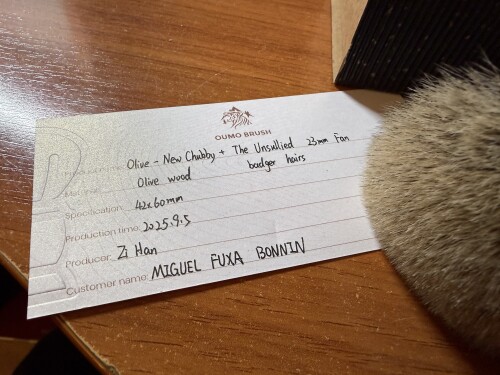 OUMO BRUSH
Olive - New Chubby + The Unsullied 23mm Fan
Olive wood badger hairs
Specification: 42x60mm
Production time: 2025.9.5
Producer: Zi Han
Customer name: MIGUEL FUXA BONNIN